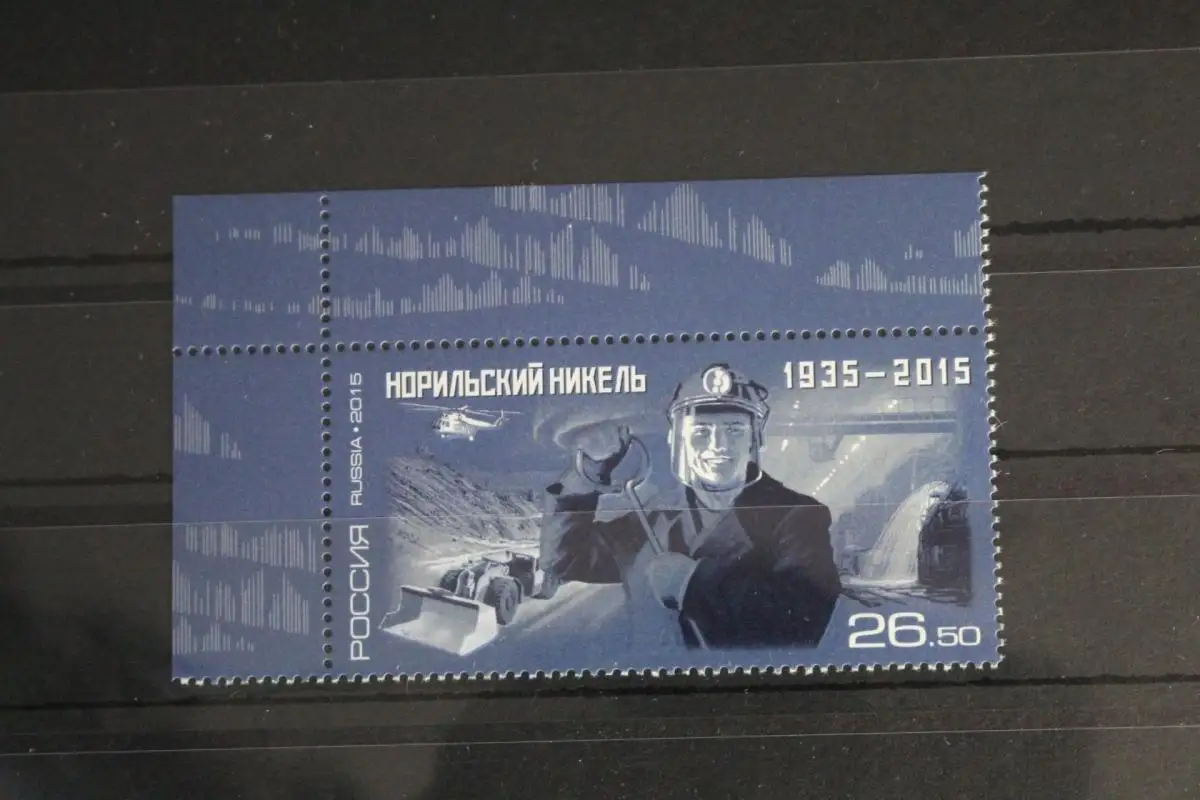 НОРИЛЬСКИЙ НИКЕЛЬ
1935–2015
РОССИЯ RUSSIA•2015
26.50